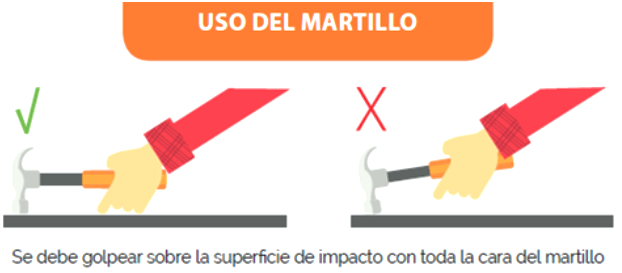 USO DEL MARTILLO
Se debe golpear sobre la superficie de impacto con toda la cara del martillo